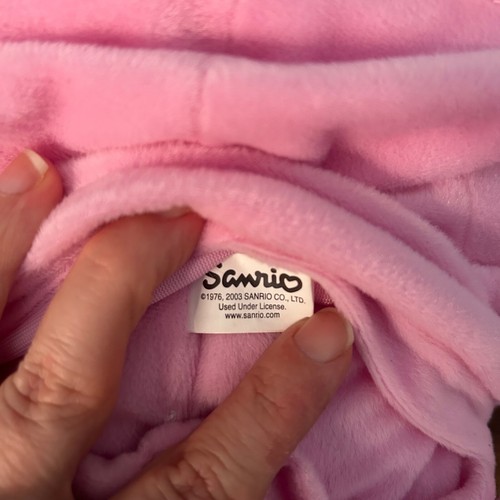 Sanrio
©1976, 2003 SANRIO CO., LTD.
Used Under License.
www.sanrio.com